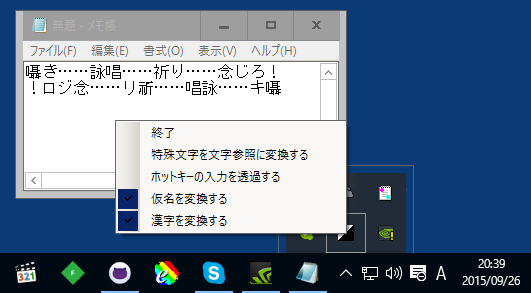 無題 - メモ帳
ファイル(F) 編集(E) 書式(O) 表示(V) ヘルプ(H)
囁き……詠唱……祈り……念じろ！
！ロジ念……リ祈……唱詠……キ囁
終了
特殊文字を文字参照に変換する
ホットキーの入力を透過する
仮名を変換する
漢字を変換する
321
F
S
A
20:39
2015/09/26